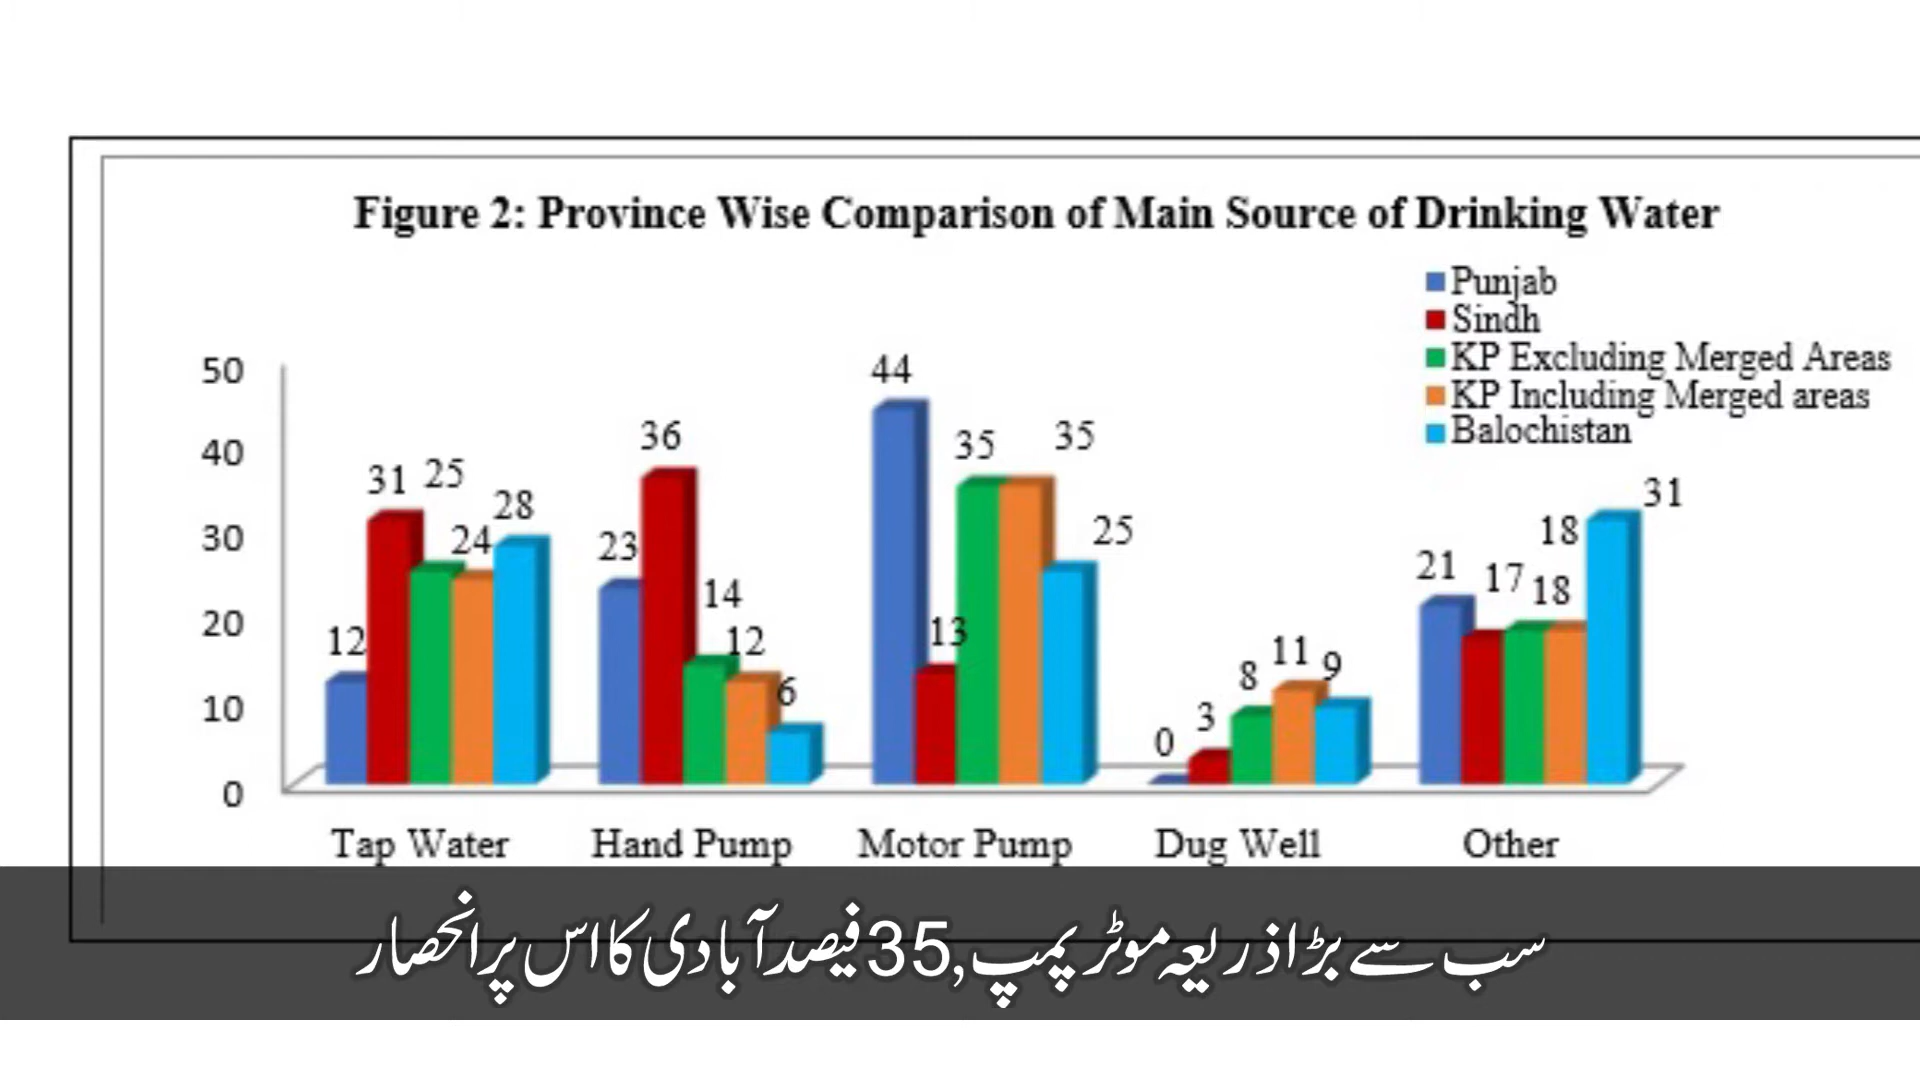 Figure 2: Province Wise Comparison of Main Source of Drinking Water
Punjab
Sindh
KP Excluding Merged Areas
KP Including Merged areas
Balochistan
50
40
30
20
10
0
12 31 25 24 28
23 36 14 12 6
44 13 35 35 25
0 3 8 11 9
21 17 18 18 31
Tap Water Hand Pump Motor Pump Dug Well Other
سب سے بڑا ذریعہ موٹر پمپ,35 فیصد آبادی کا اس پر انحصار